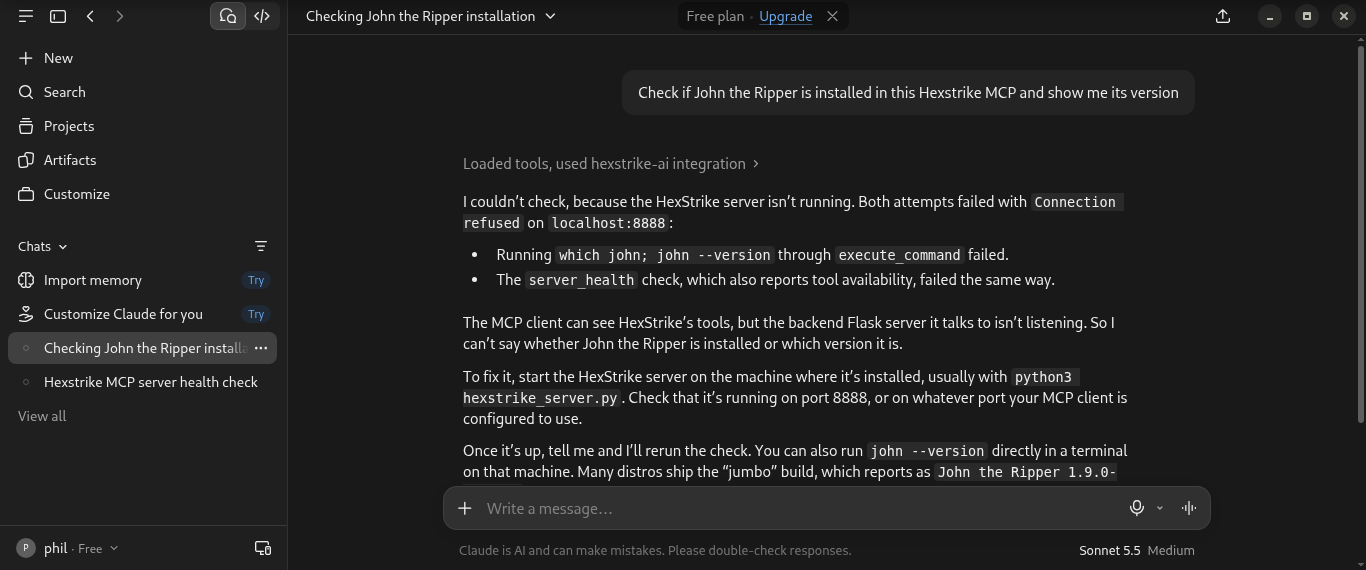 Checking John the Ripper installation
Free plan · Upgrade
New
Search
Projects
Artifacts
Customize
Chats
Import memory Try
Customize Claude for you Try
Checking John the Ripper installa
Hexstrike MCP server health check
View all
P phil · Free
Check if John the Ripper is installed in this Hexstrike MCP and show me its version
Loaded tools, used hexstrike-ai integration
I couldn't check, because the HexStrike server isn't running. Both attempts failed with Connection
refused on localhost:8888:
• Running which john; john --version through execute_command failed.
• The server_health check, which also reports tool availability, failed the same way.
The MCP client can see HexStrike's tools, but the backend Flask server it talks to isn't listening. So I
can't say whether John the Ripper is installed or which version it is.
To fix it, start the HexStrike server on the machine where it's installed, usually with python3
hexstrike_server.py. Check that it's running on port 8888, or on whatever port your MCP client is
configured to use.
Once it's up, tell me and I'll rerun the check. You can also run john --version directly in a terminal
on that machine. Many distros ship the “jumbo” build, which reports as John the Ripper 1.9.0-
Write a message…
Claude is AI and can make mistakes. Please double-check responses.
Sonnet 5.5 Medium